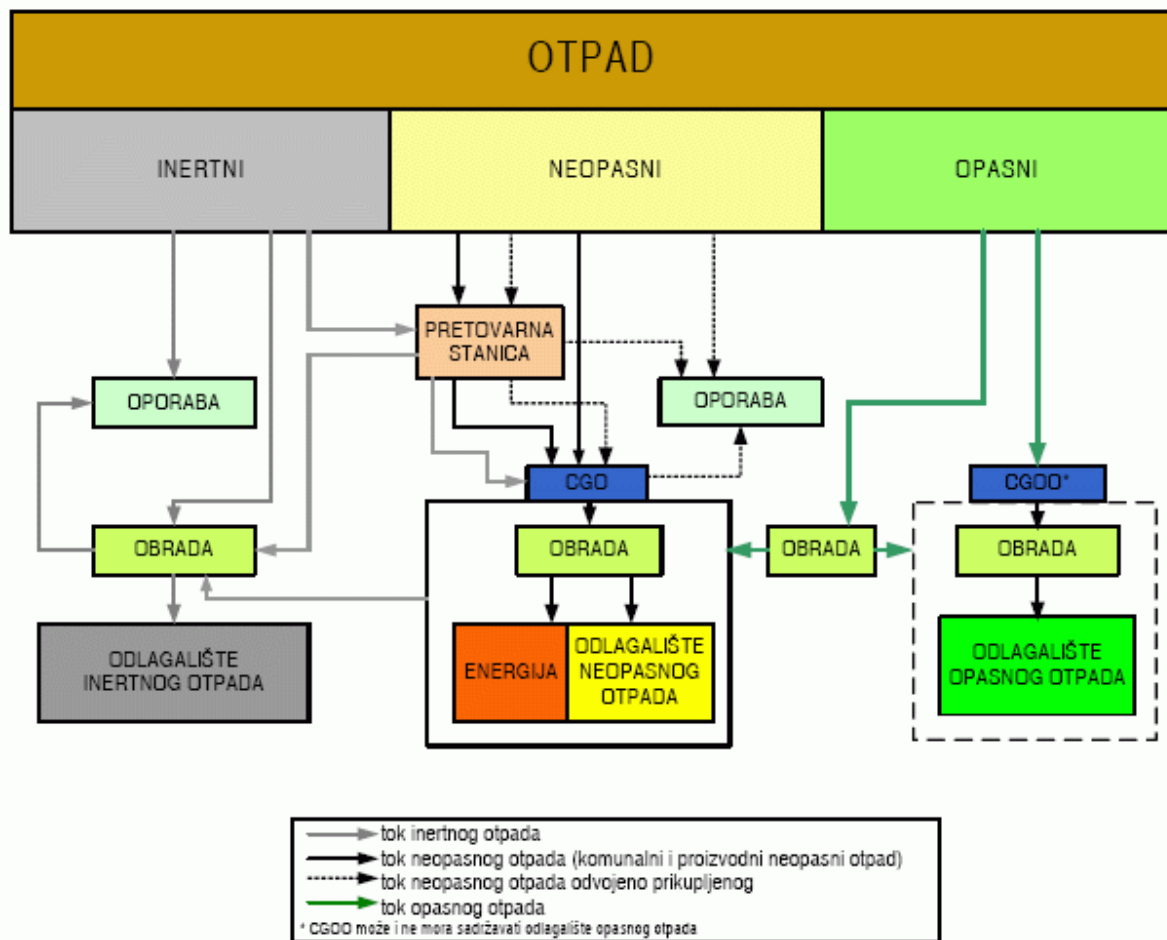 OTPAD
INERTNI
NEOPASNI
OPASNI
PRETOVARNA
STANICA
OPORABA
OPORABA
CGO
CGOO*
OBRADA
OBRADA
OBRADA
OBRADA
ODLAGALIŠTE
INERTNOG OTPADA
ENERGIJA
ODLAGALIŠTE
NEOPASNOG
OTPADA
ODLAGALIŠTE
OPASNOG OTPADA
tok inertnog otpada
tok neopasnog otpada (komunalni i proizvodni neopasni otpad)
tok neopasnog otpada odvojeno prikupljenog
tok opasnog otpada
* CGOO može i ne mora sadržavati odlagalište opasnog otpada